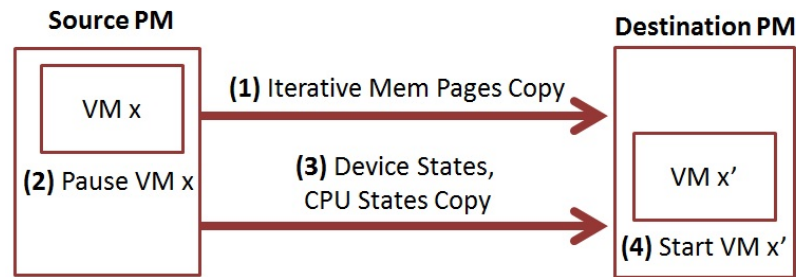 Source PM
Destination PM
VM x
(1) Iterative Mem Pages Copy
(2) Pause VM x
(3) Device States,
CPU States Copy
VM x’
(4) Start VM x’